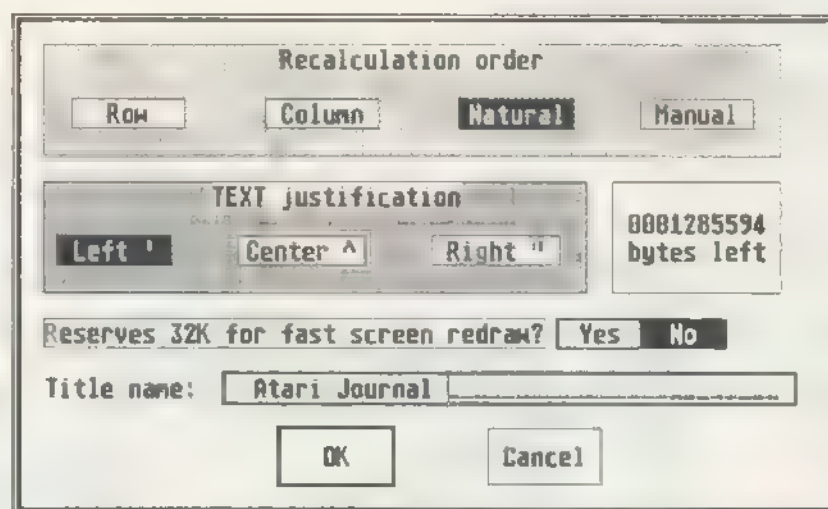 Recalculation order
Row Column Natural Manual
TEXT justification
Left ' Center ^ Right "
0081285594
bytes left
Reserves 32K for fast screen redraw? Yes No
Title name: Atari Journal
OK Cancel